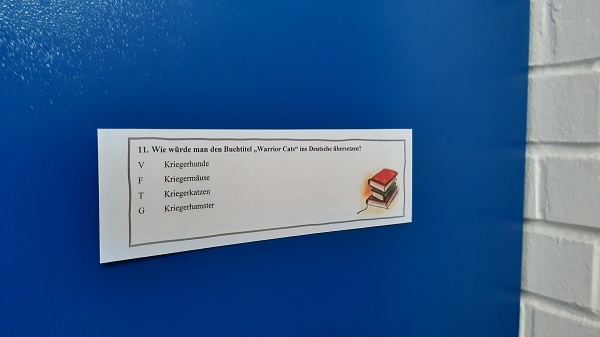 11. Wie würde man den Buchtitel „Warrior Cats“ ins Deutsche übersetzen?
V Kriegerhunde
F Kriegermäuse
T Kriegerkatzen
G Kriegerhamster